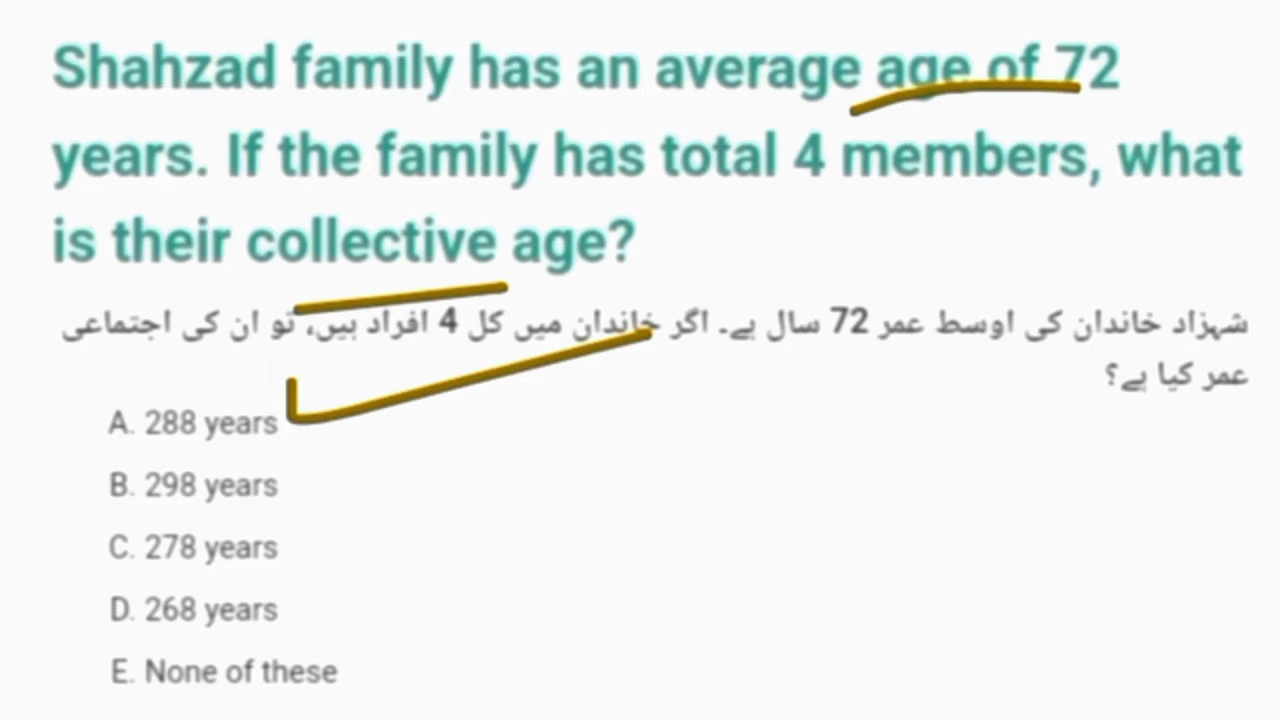 Shahzad family has an average age of 72
years. If the family has total 4 members, what
is their collective age?
شہزاد خاندان کی اوسط عمر 72 سال ہے۔ اگر خاندان میں کل 4 افراد ہیں، تو ان کی اجتماعی
عمر کیا ہے؟
A. 288 years
B. 298 years
C. 278 years
D. 268 years
E. None of these